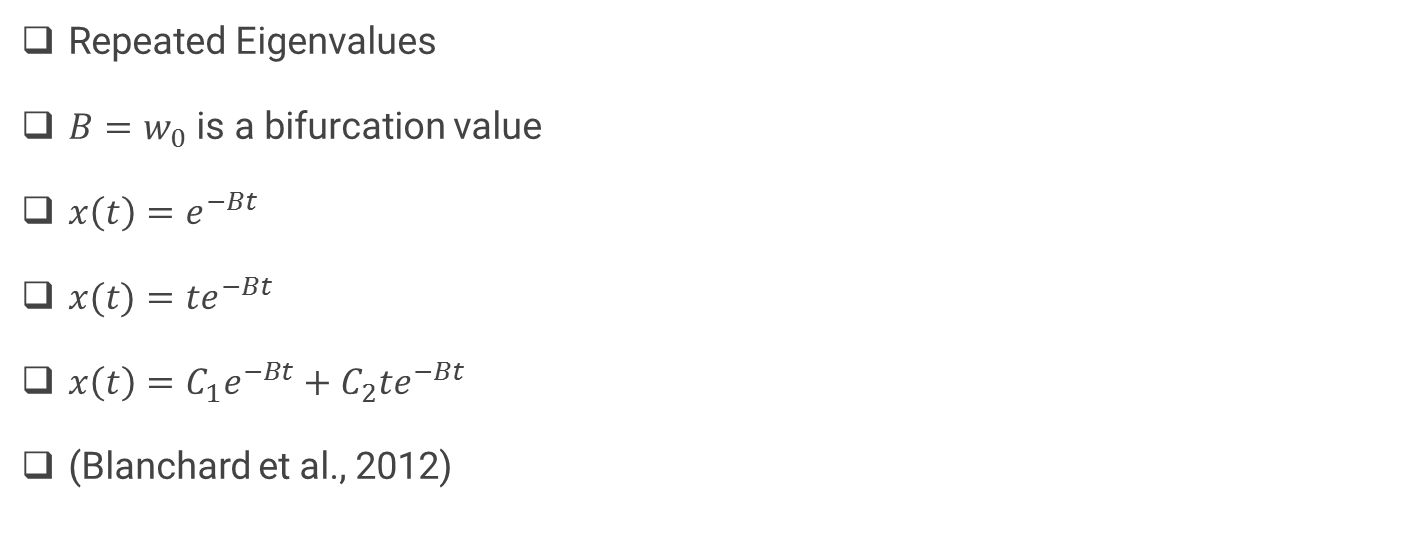 ❑ Repeated Eigenvalues
❑ B = w₀ is a bifurcation value
❑ x(t) = e^{−Bt}
❑ x(t) = te^{−Bt}
❑ x(t) = C₁e^{−Bt} + C₂te^{−Bt}
❑ (Blanchard et al., 2012)